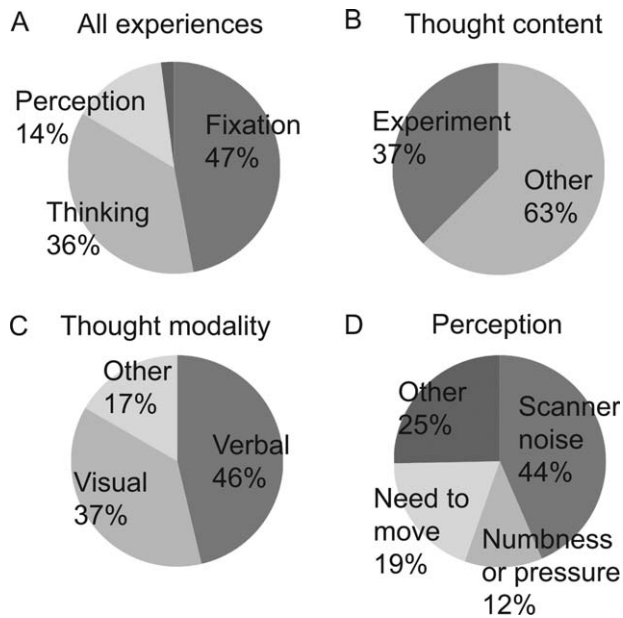 A All experiences
Perception
14%
Fixation
47%
Thinking
36%
B Thought content
Experiment
37%
Other
63%
C Thought modality
Other
17%
Verbal
46%
Visual
37%
D Perception
Other
25%
Scanner
noise
44%
Need to
move
19%
Numbness
or pressure
12%